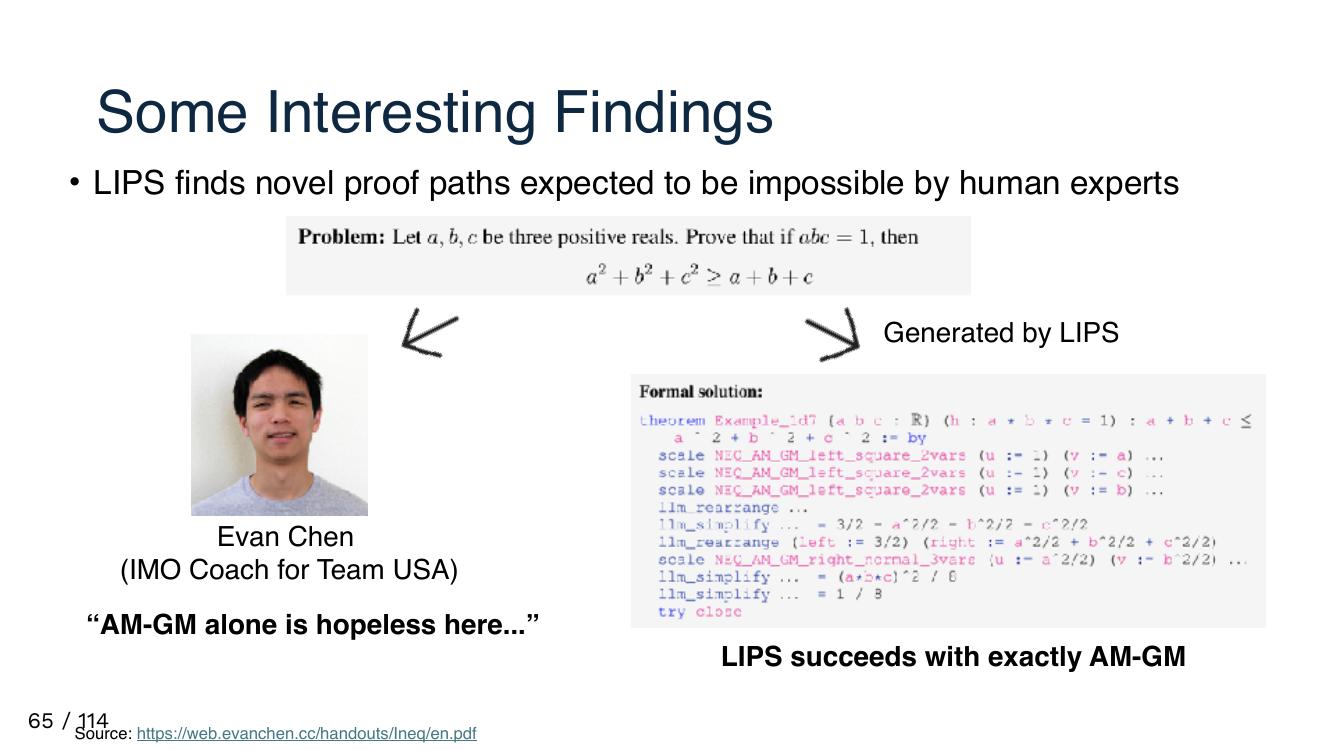 Some Interesting Findings
• LIPS finds novel proof paths expected to be impossible by human experts
Problem: Let a, b, c be three positive reals. Prove that if abc = 1, then
a² + b² + c² ≥ a + b + c
Generated by LIPS
Evan Chen
(IMO Coach for Team USA)
“AM-GM alone is hopeless here...”
Formal solution:
theorem Example_1d7 (a b c : ℝ) (h : a * b * c = 1) : a + b + c ≤
a ^ 2 + b ^ 2 + c ^ 2 := by
scale NEQ_AM_GM_left_square_2vars (u := 1) (v := a) ...
scale NEQ_AM_GM_left_square_2vars (u := 1) (v := c) ...
scale NEQ_AM_GM_left_square_2vars (u := 1) (v := b) ...
llm_rearrange ...
llm_simplify ... = 3/2 - a^2/2 - b^2/2 - c^2/2
llm_rearrange (left := 3/2) (right := a^2/2 + b^2/2 + c^2/2)
scale NEQ_AM_GM_right_normal_3vars (u := a^2/2) (v := b^2/2) ...
llm_simplify ... = (a*b*c)^2 / 8
llm_simplify ... = 1 / 8
try close
LIPS succeeds with exactly AM-GM
65 / 114
Source: https://web.evanchen.cc/handouts/Ineq/en.pdf